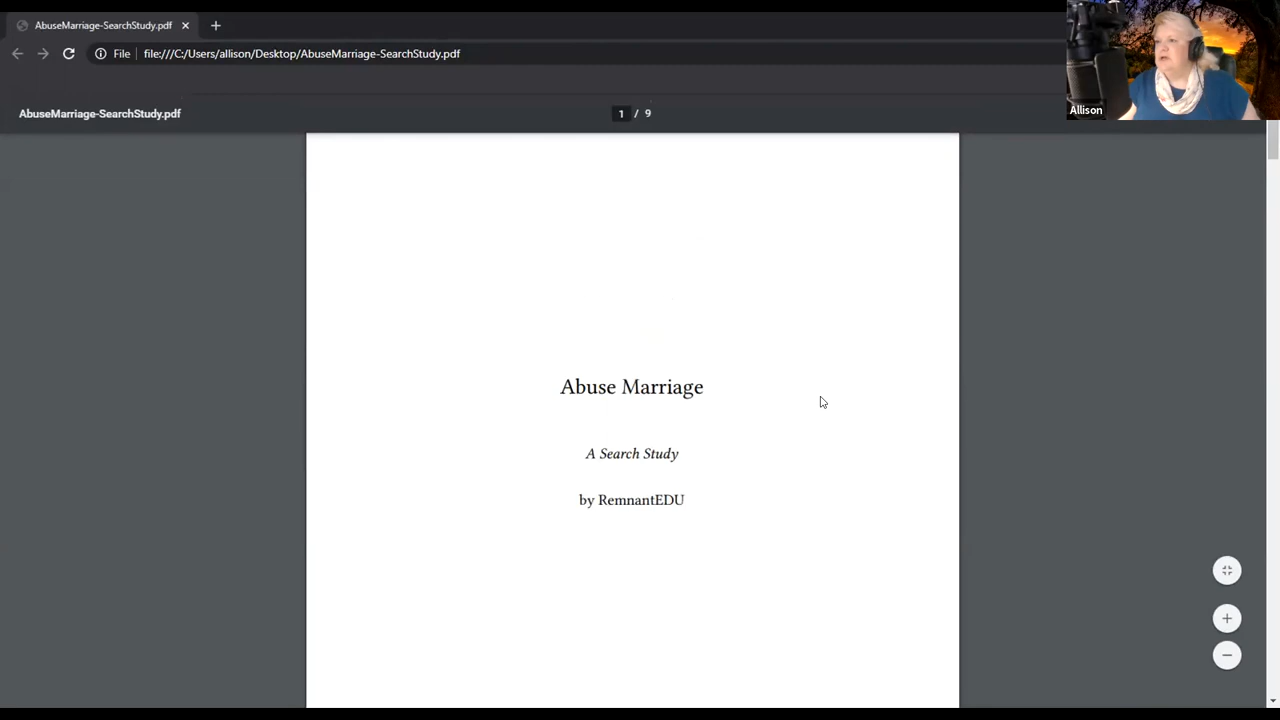 AbuseMarriage-SearchStudy.pdf
File file:///C:/Users/allison/Desktop/AbuseMarriage-SearchStudy.pdf
Allison
AbuseMarriage-SearchStudy.pdf 1 / 9
Abuse Marriage
A Search Study
by RemnantEDU